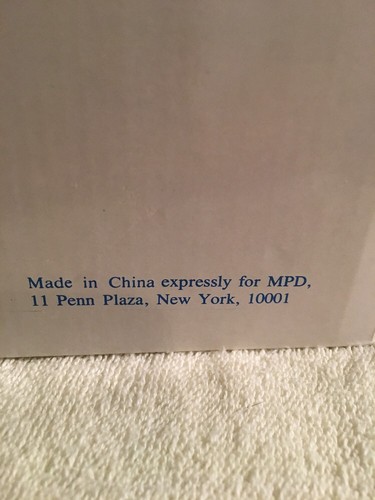 Made in China expressly for MPD,
11 Penn Plaza, New York, 10001